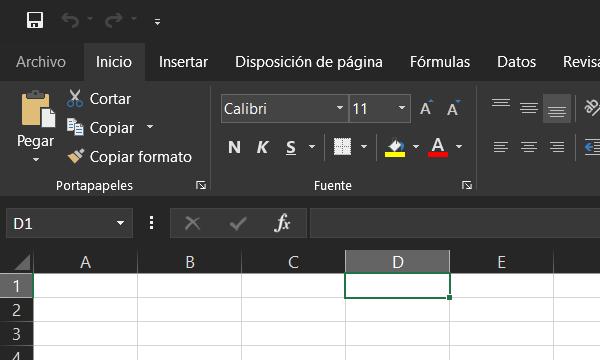 Archivo Inicio Insertar Disposición de página Fórmulas Datos Revisa
Cortar
Copiar
Copiar formato
Pegar
Portapapeles
Calibri 11 A A
N K S A
Fuente
ab
D1 fx
A B C D E
1
2
3
4